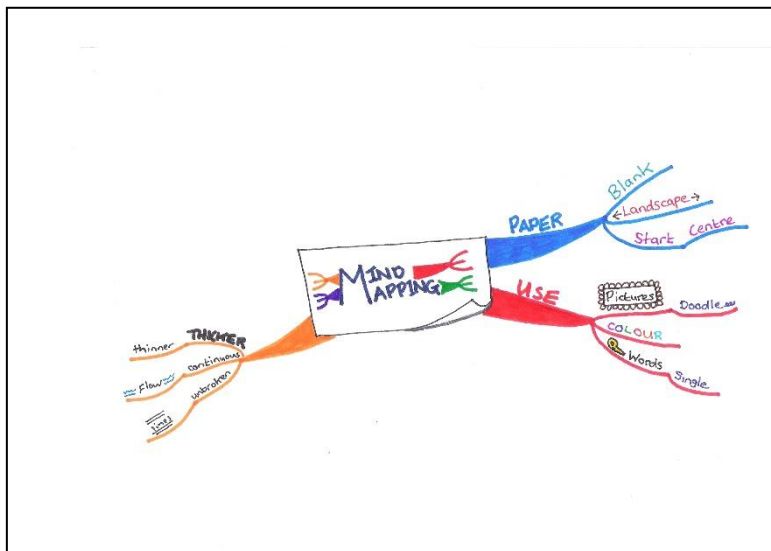 MIND
MAPPING
PAPER
Blank
Landscape
Start
Centre
USE
Pictures
Doodle
COLOUR
Words
Single
THICKER
thinner
continuous
Flow
unbroken
lines